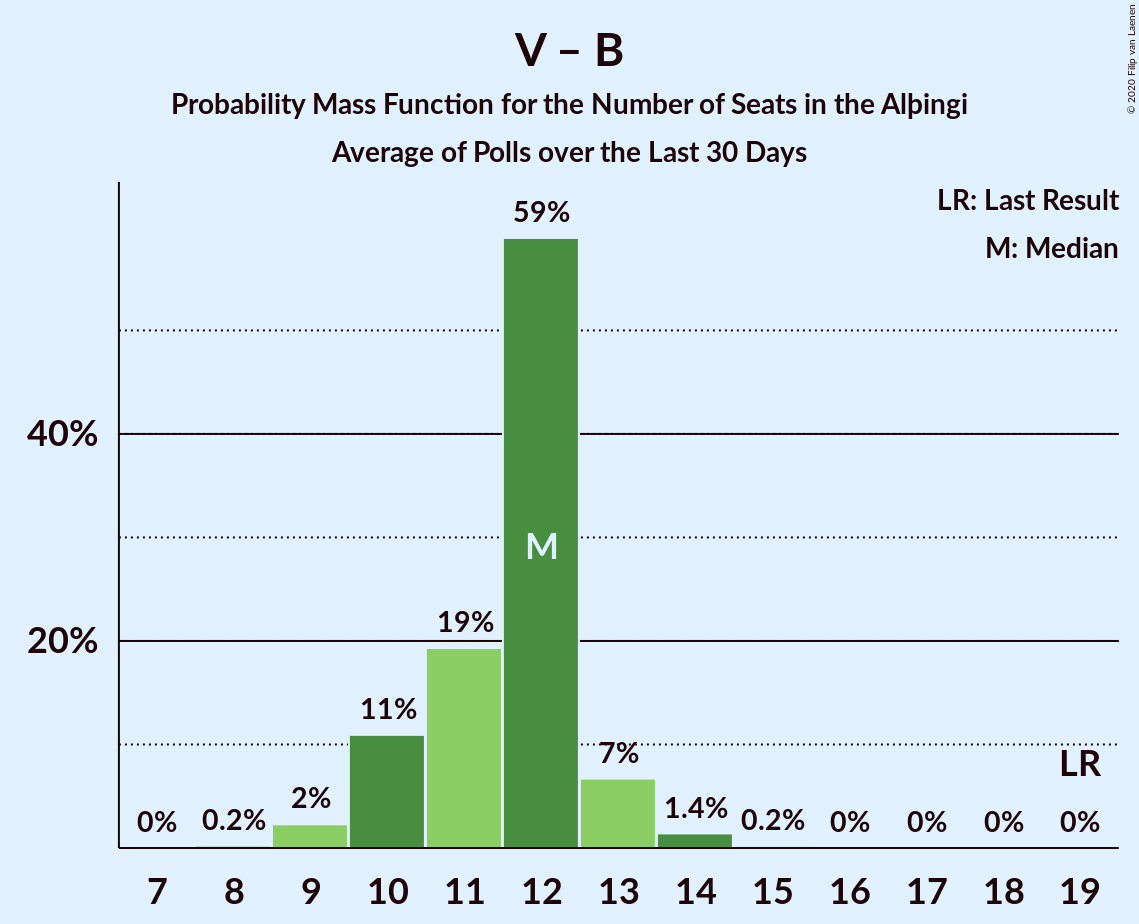 V – B
Probability Mass Function for the Number of Seats in the Alþingi
Average of Polls over the Last 30 Days
© 2020 Filip van Laenen
LR: Last Result
M: Median
59%
40%
M
20%
19%
11%
7%
LR
2%
1.4%
0% 0.2% 0.2% 0% 0% 0% 0%
7 8 9 10 11 12 13 14 15 16 17 18 19